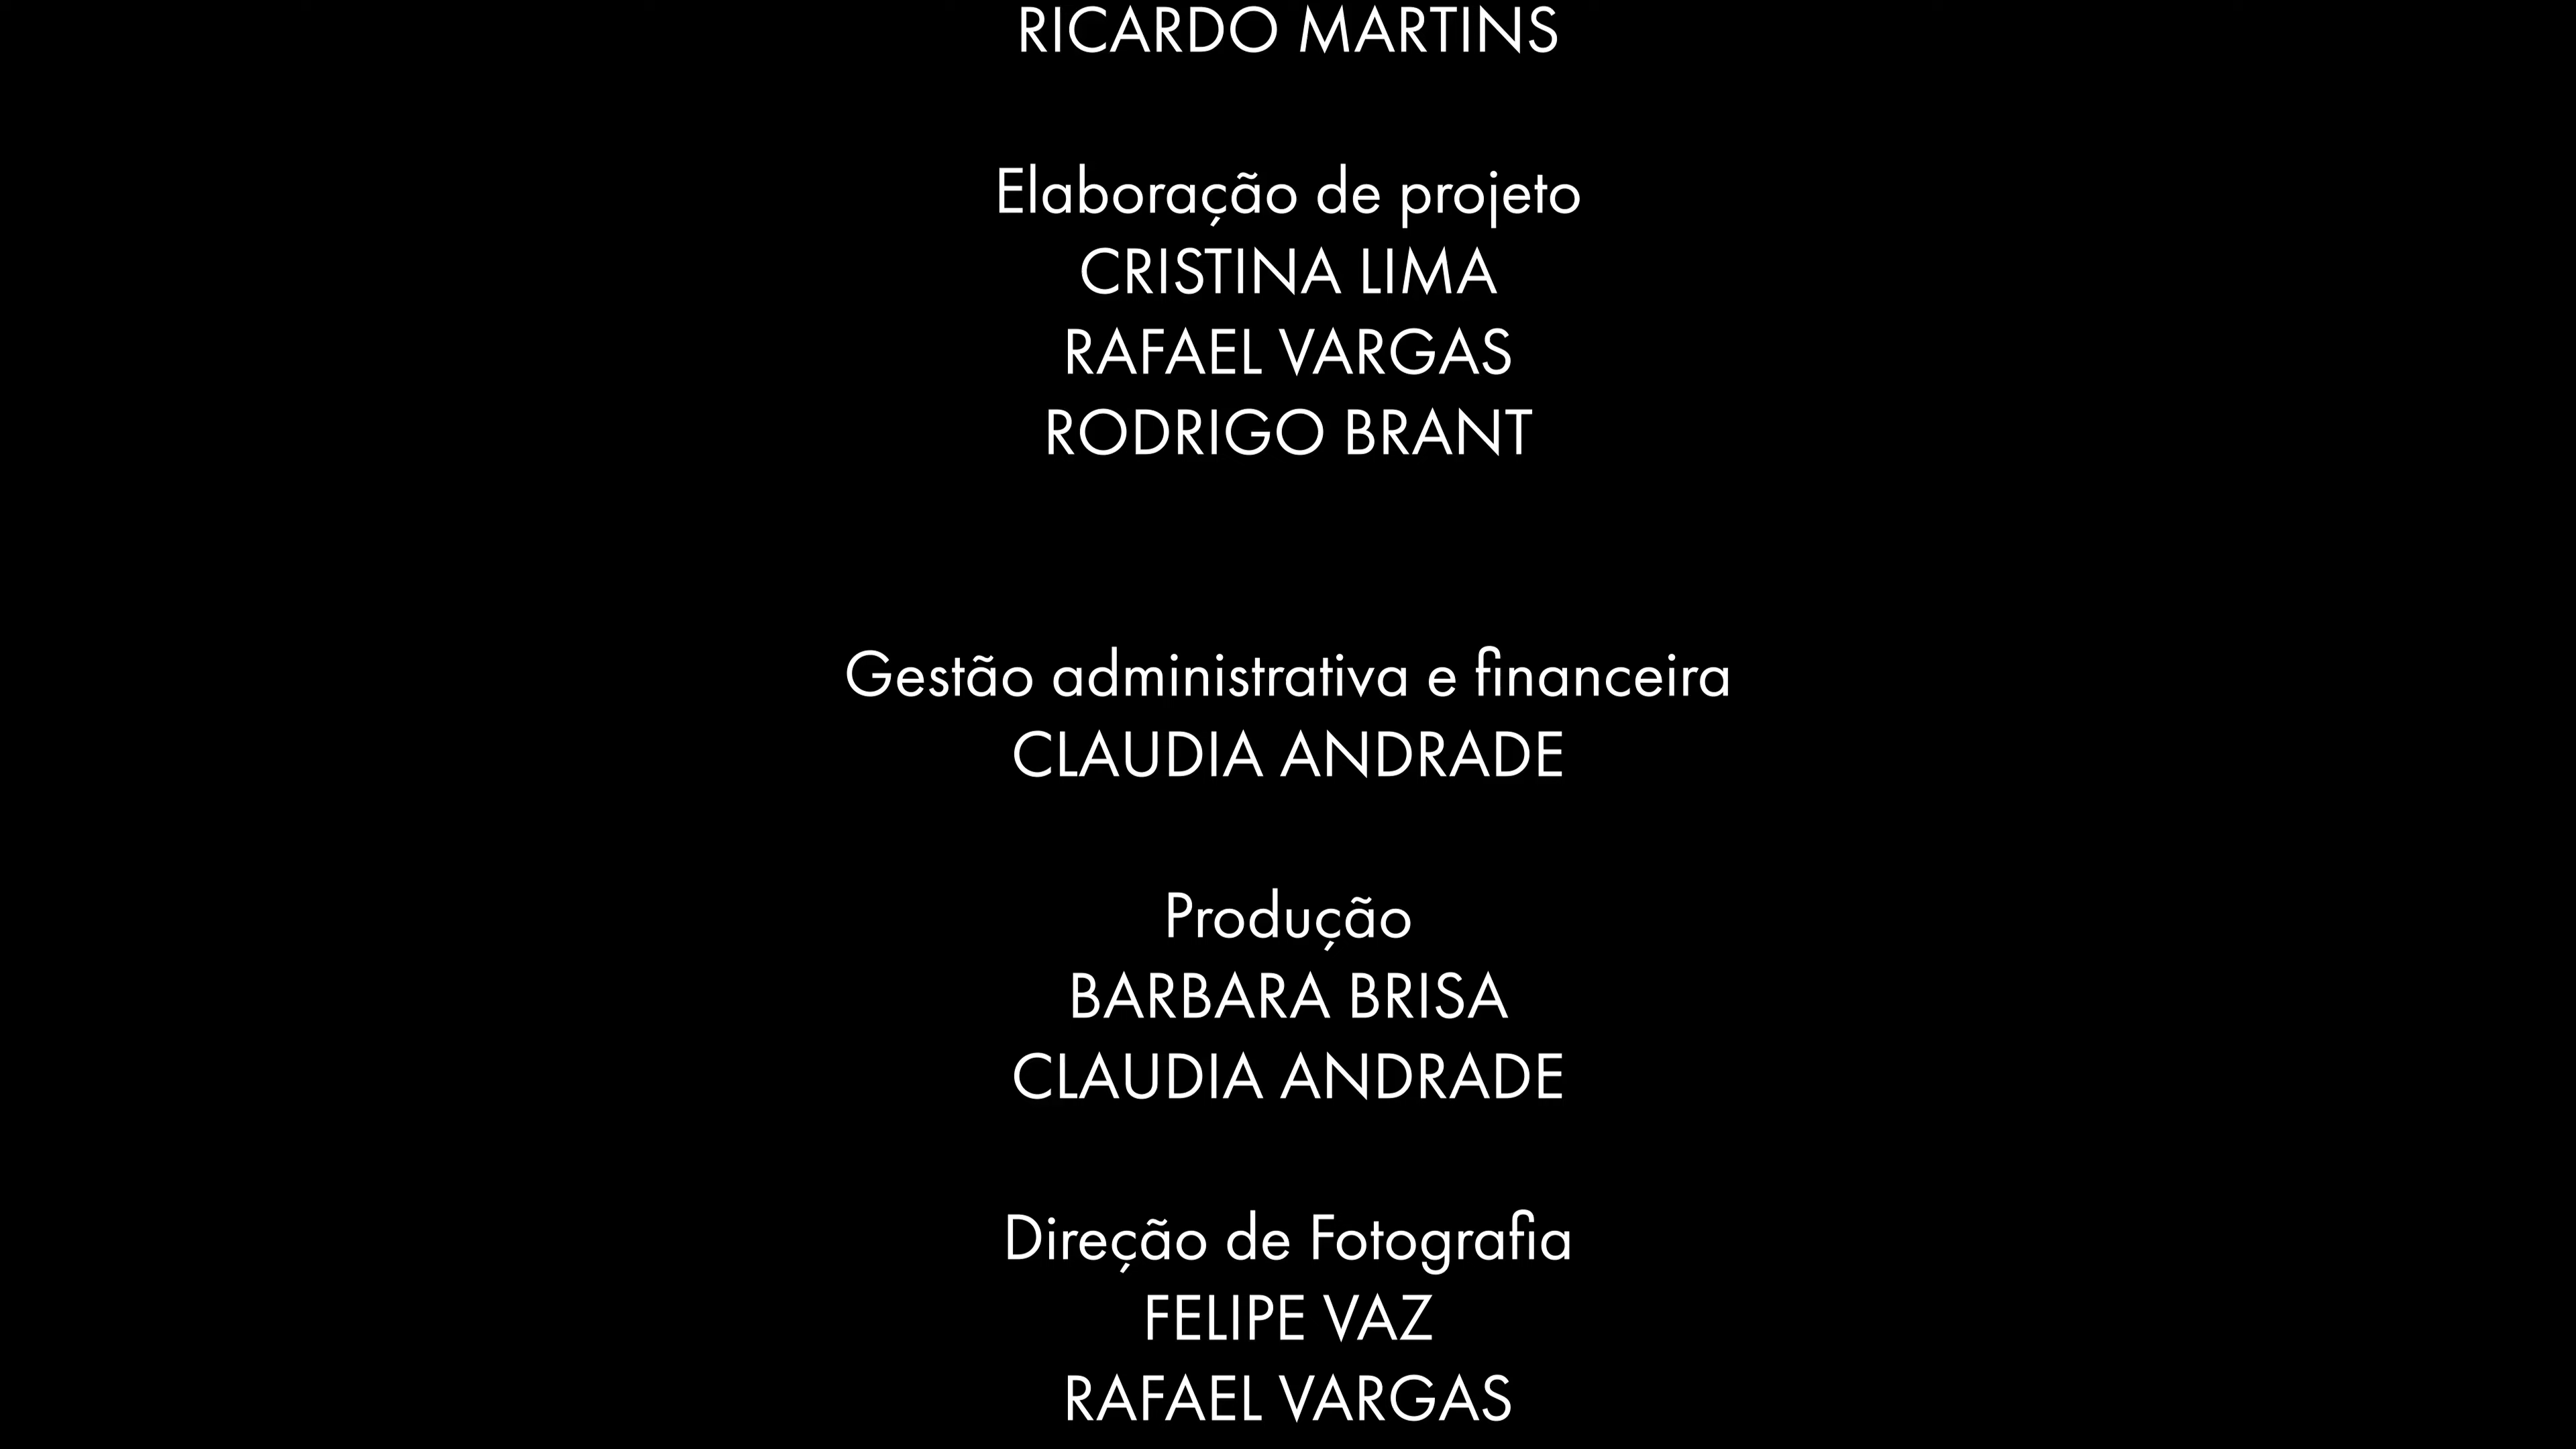 RICARDO MARTINS
Elaboração de projeto
CRISTINA LIMA
RAFAEL VARGAS
RODRIGO BRANT
Gestão administrativa e financeira
CLAUDIA ANDRADE
Produção
BARBARA BRISA
CLAUDIA ANDRADE
Direção de Fotografia
FELIPE VAZ
RAFAEL VARGAS